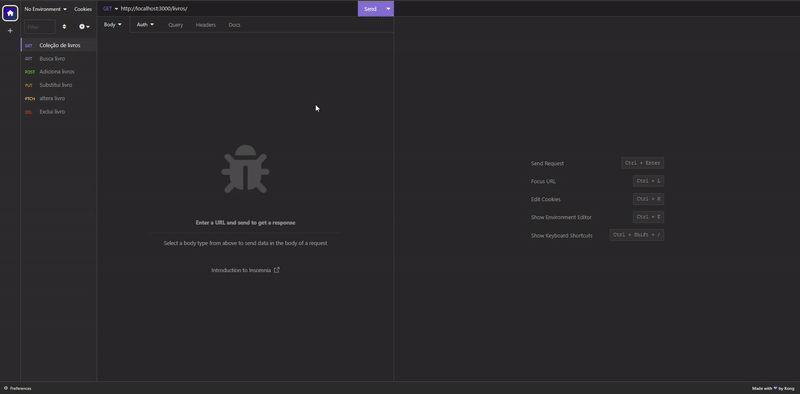 No Environment
Cookies
GET
http://localhost:3000/livros/
Send
Filter
Body
Auth
Query
Headers
Docs
GET Coleção de livros
GET Busca livro
POST Adiciona livros
PUT Substitui livro
PTCH altera livro
DEL Exclui livro
Enter a URL and send to get a response
Select a body type from above to send data in the body of a request
Introduction to Insomnia
Send Request Ctrl + Enter
Focus URL Ctrl + L
Edit Cookies Ctrl + K
Show Environment Editor Ctrl + E
Show Keyboard Shortcuts Ctrl + Shift + /
Preferences
Made with ♥ by Kong